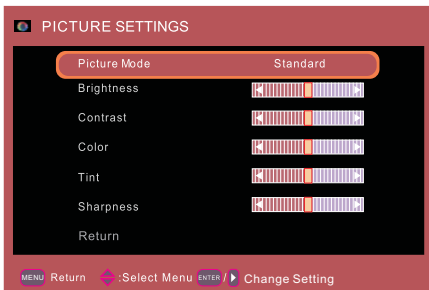 PICTURE SETTINGS
Picture Mode Standard
Brightness
Contrast
Color
Tint
Sharpness
Return
MENU Return :Select Menu ENTER / Change Setting